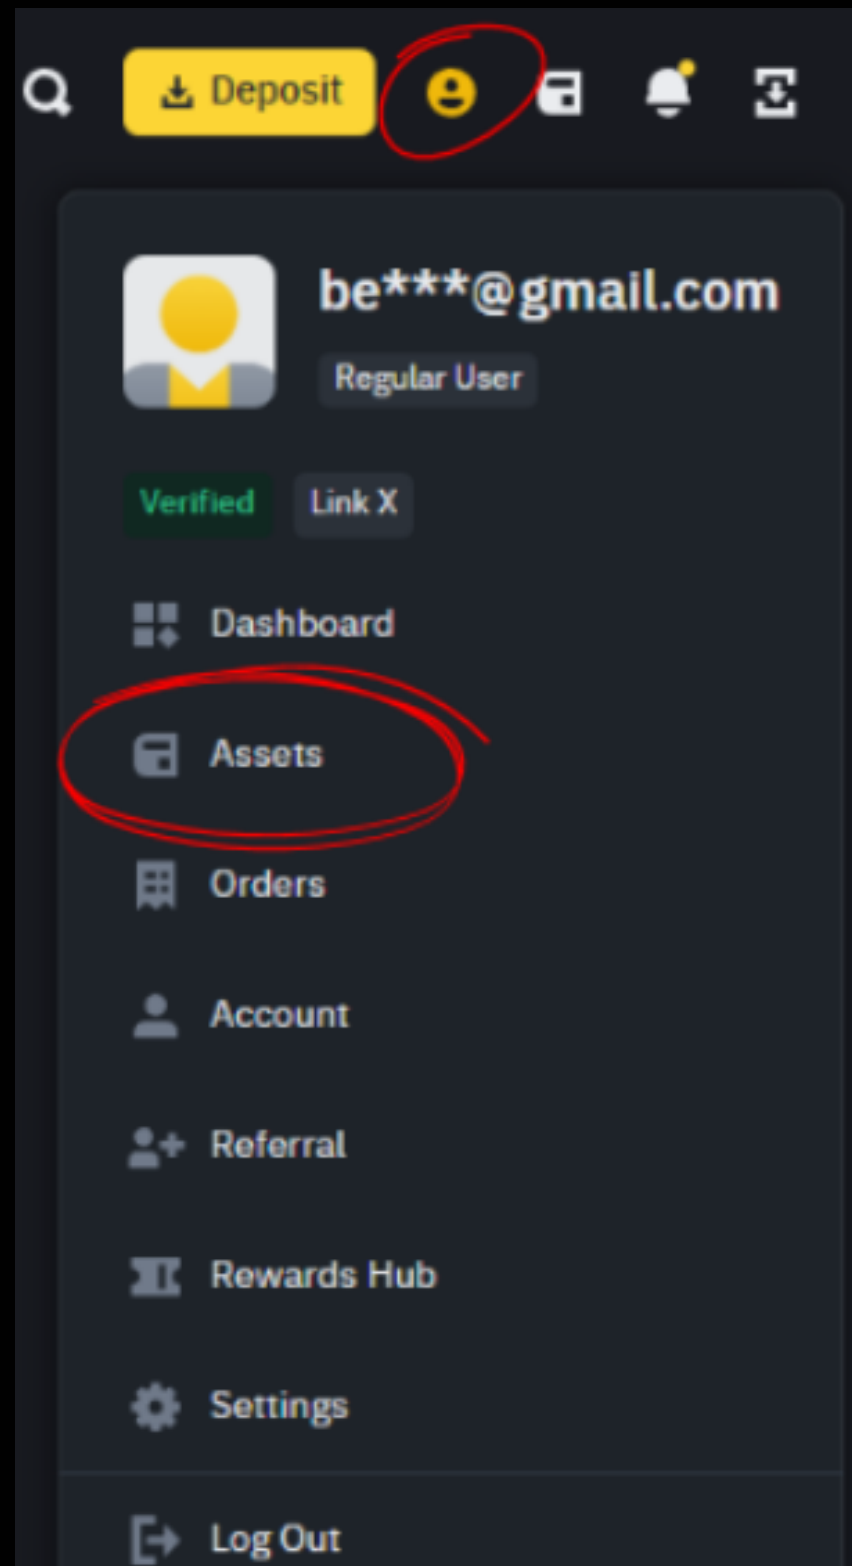 Deposit
be***@gmail.com
Regular User
Verified Link X
Dashboard
Assets
Orders
Account
Referral
Rewards Hub
Settings
Log Out